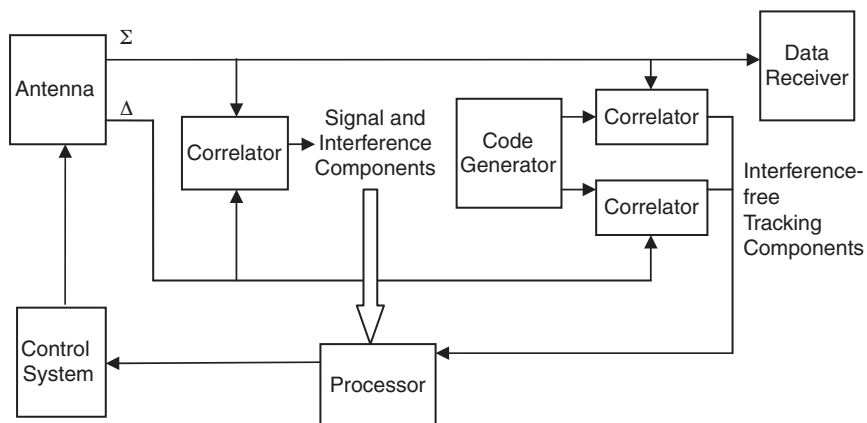 Σ
Data
Receiver
Antenna
Δ
Signal and
Interference
Components
Correlator
Code
Generator
Correlator
Correlator
Interference-
free
Tracking
Components
Control
System
Processor